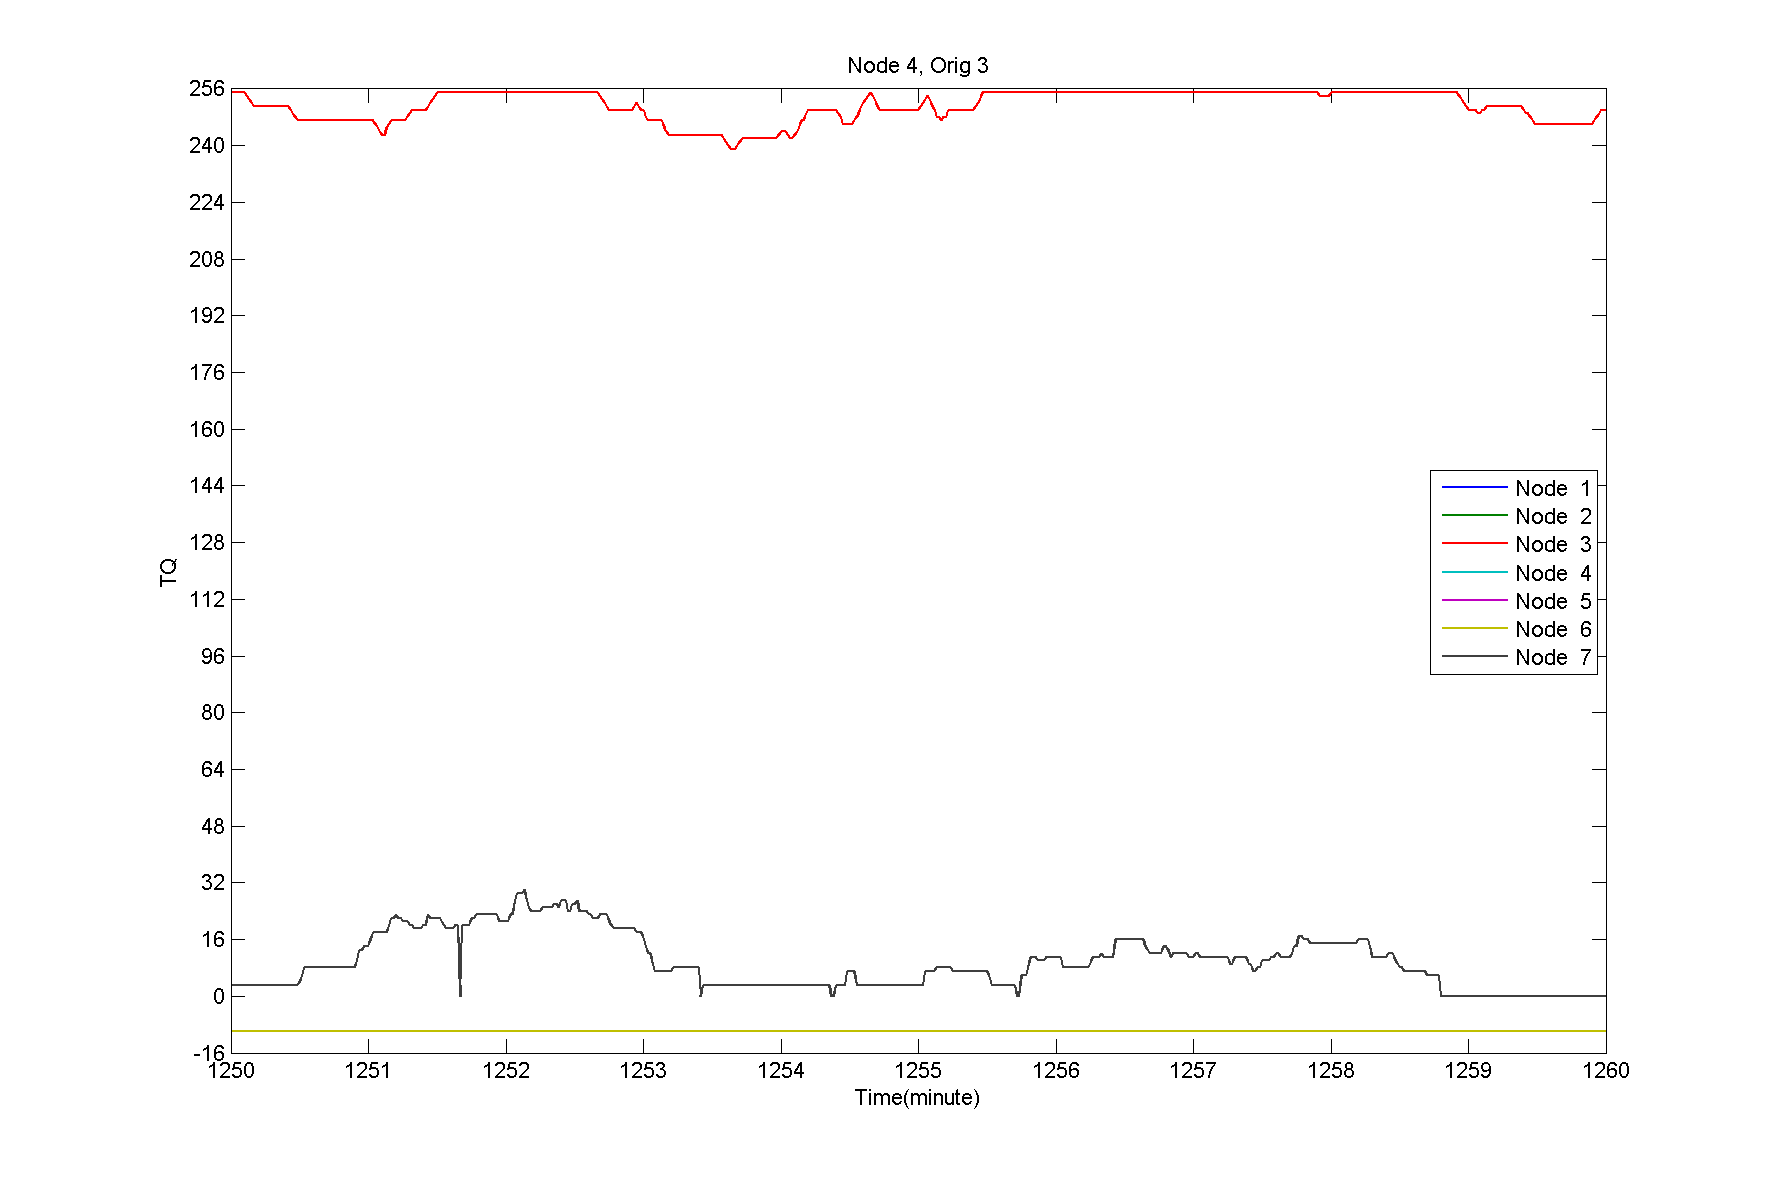 Node 4, Orig 3
256
240
224
208
192
176
160
144
128
112
96
80
64
48
32
16
0
-16
TQ
Node 1
Node 2
Node 3
Node 4
Node 5
Node 6
Node 7
1250 1251 1252 1253 1254 1255 1256 1257 1258 1259 1260
Time(minute)